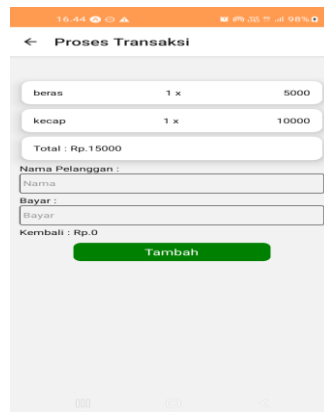 16.44
98%
← Proses Transaksi
beras 1 x 5000
kecap 1 x 10000
Total : Rp.15000
Nama Pelanggan :
Nama
Bayar :
Bayar
Kembali : Rp.0
Tambah